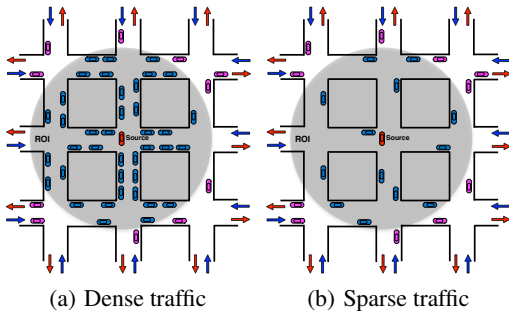 ROI
Source
ROI
Source
(a) Dense traffic
(b) Sparse traffic